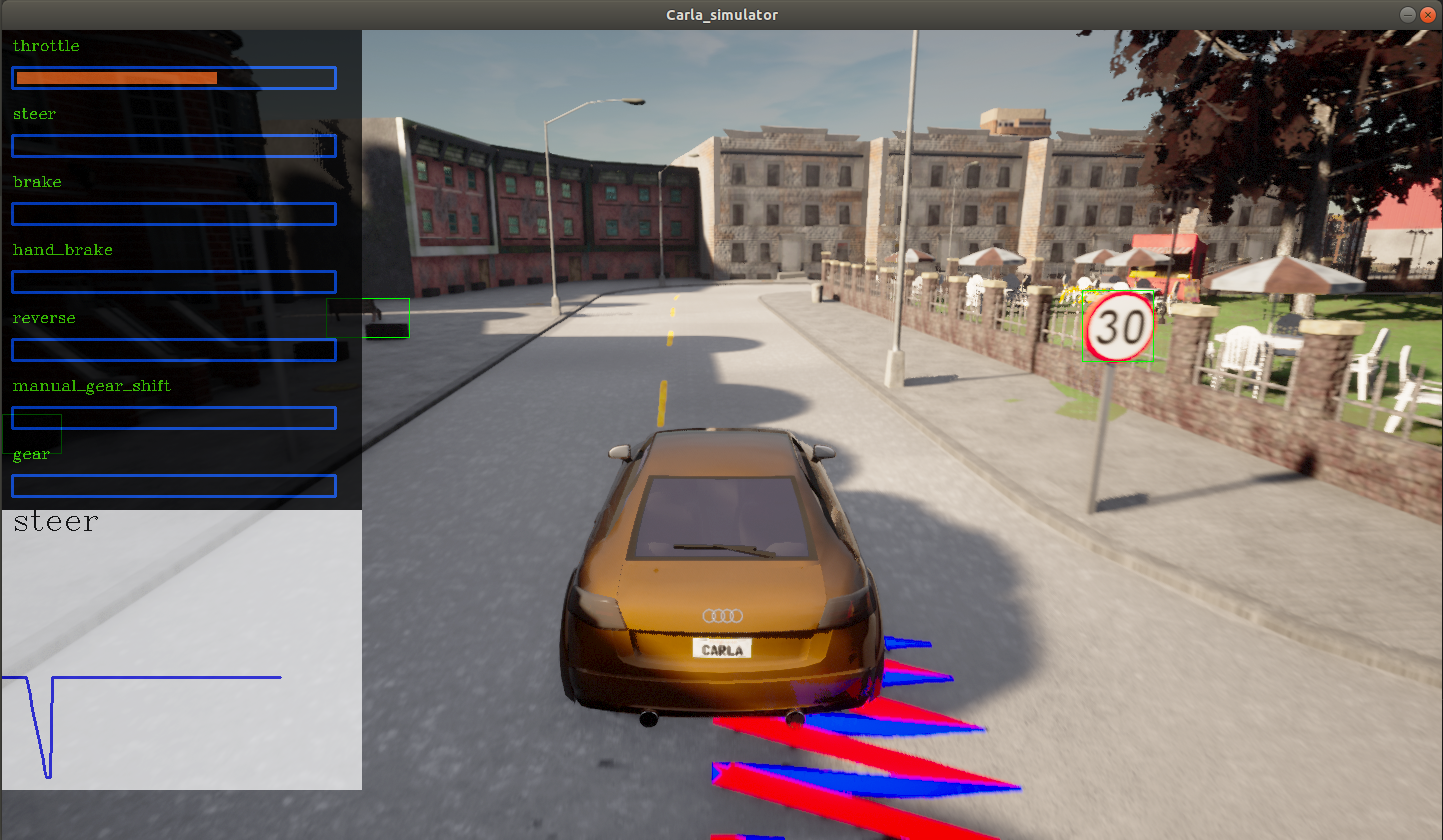 Carla_simulator
throttle
steer
brake
hand_brake
reverse
manual_gear_shift
gear
steer
30
CARLA